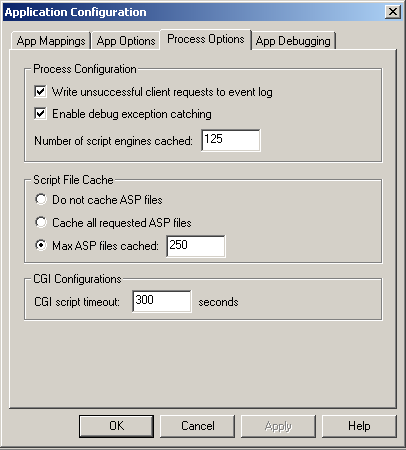 Application Configuration
App Mappings App Options Process Options App Debugging
Process Configuration
Write unsuccessful client requests to event log
Enable debug exception catching
Number of script engines cached: 125
Script File Cache
Do not cache ASP files
Cache all requested ASP files
Max ASP files cached: 250
CGI Configurations
CGI script timeout: 300 seconds
OK Cancel Apply Help